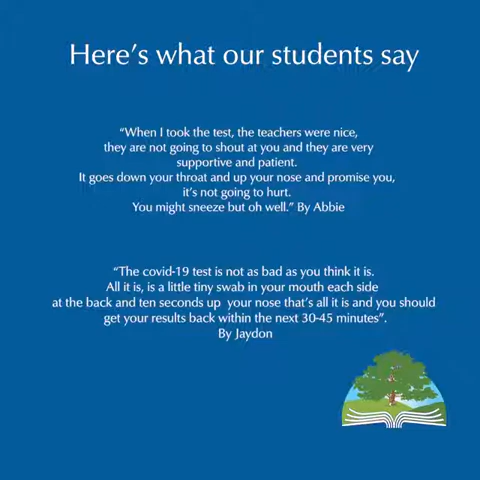 Here’s what our students say
“When I took the test, the teachers were nice,
they are not going to shout at you and they are very
supportive and patient.
It goes down your throat and up your nose and promise you,
it’s not going to hurt.
You might sneeze but oh well.” By Abbie
“The covid-19 test is not as bad as you think it is.
All it is, is a little tiny swab in your mouth each side
at the back and ten seconds up  your nose that’s all it is and you should
get your results back within the next 30-45 minutes”.
By Jaydon